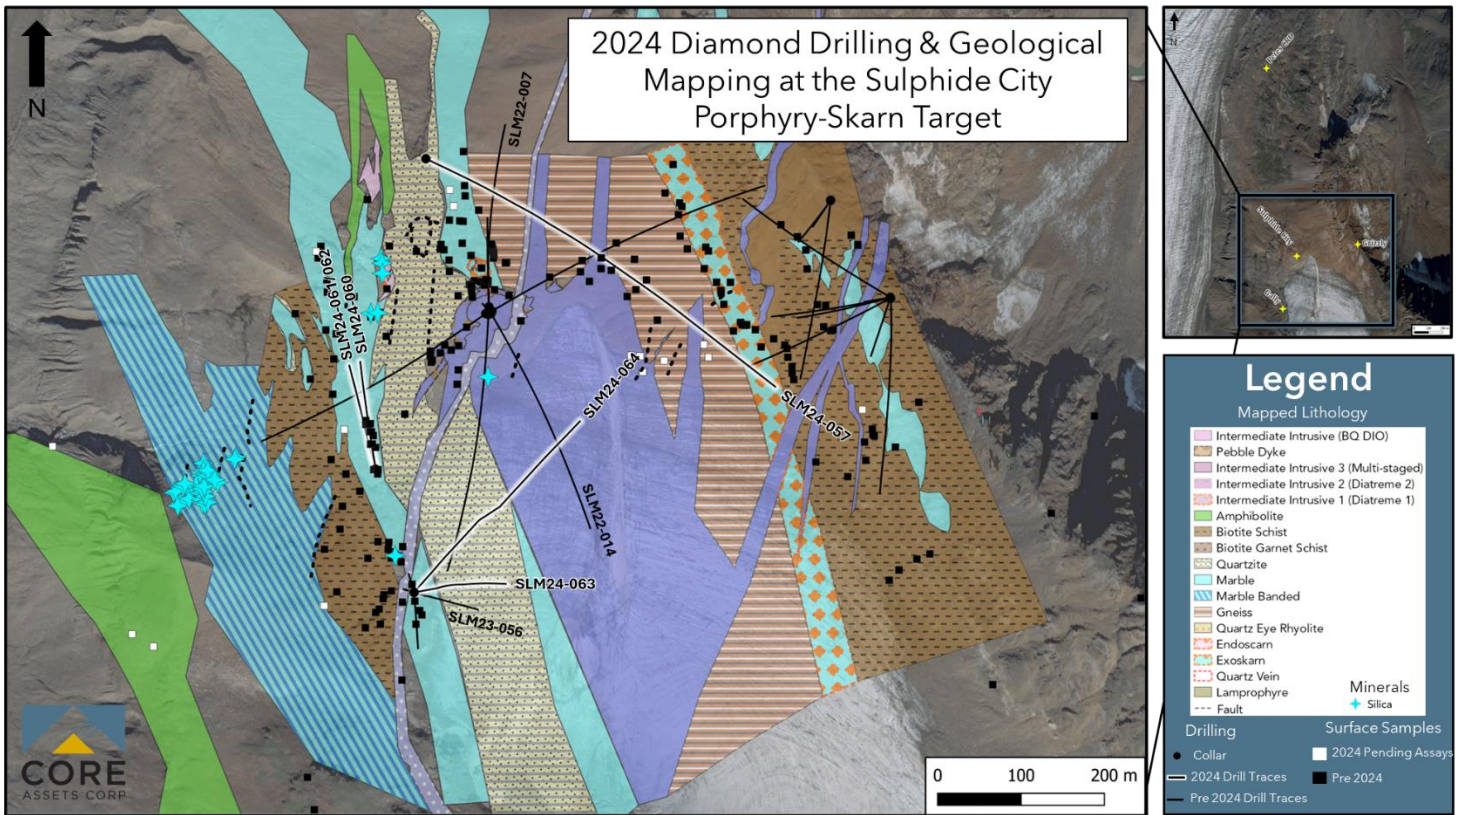 2024 Diamond Drilling & Geological
Mapping at the Sulphide City
Porphyry-Skarn Target
N
SLM22-007
SLM24-061/062
SLM24-060
SLM24-064
SLM24-057
SLM22-014
SLM24-063
SLM23-056
CORE
ASSETS CORP
0 100 200 m
N
Sulphide City
Grizzly
Gally
Legend
Mapped Lithology
Intermediate Intrusive (BQ DIO)
Pebble Dyke
Intermediate Intrusive 3 (Multi-staged)
Intermediate Intrusive 2 (Diatreme 2)
Intermediate Intrusive 1 (Diatreme 1)
Amphibolite
Biotite Schist
Biotite Garnet Schist
Quartzite
Marble
Marble Banded
Gneiss
Quartz Eye Rhyolite
Endoscarn
Exoskarn
Quartz Vein
Lamprophyre
Fault
Minerals
Silica
Drilling
Collar
2024 Drill Traces
Pre 2024 Drill Traces
Surface Samples
2024 Pending Assays
Pre 2024